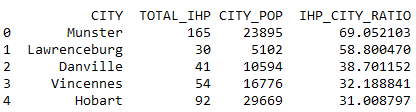 CITY TOTAL_IHP CITY_POP IHP_CITY_RATIO
0 Munster 165 23895 69.052103
1 Lawrenceburg 30 5102 58.800470
2 Danville 41 10594 38.701152
3 Vincennes 54 16776 32.188841
4 Hobart 92 29669 31.008797